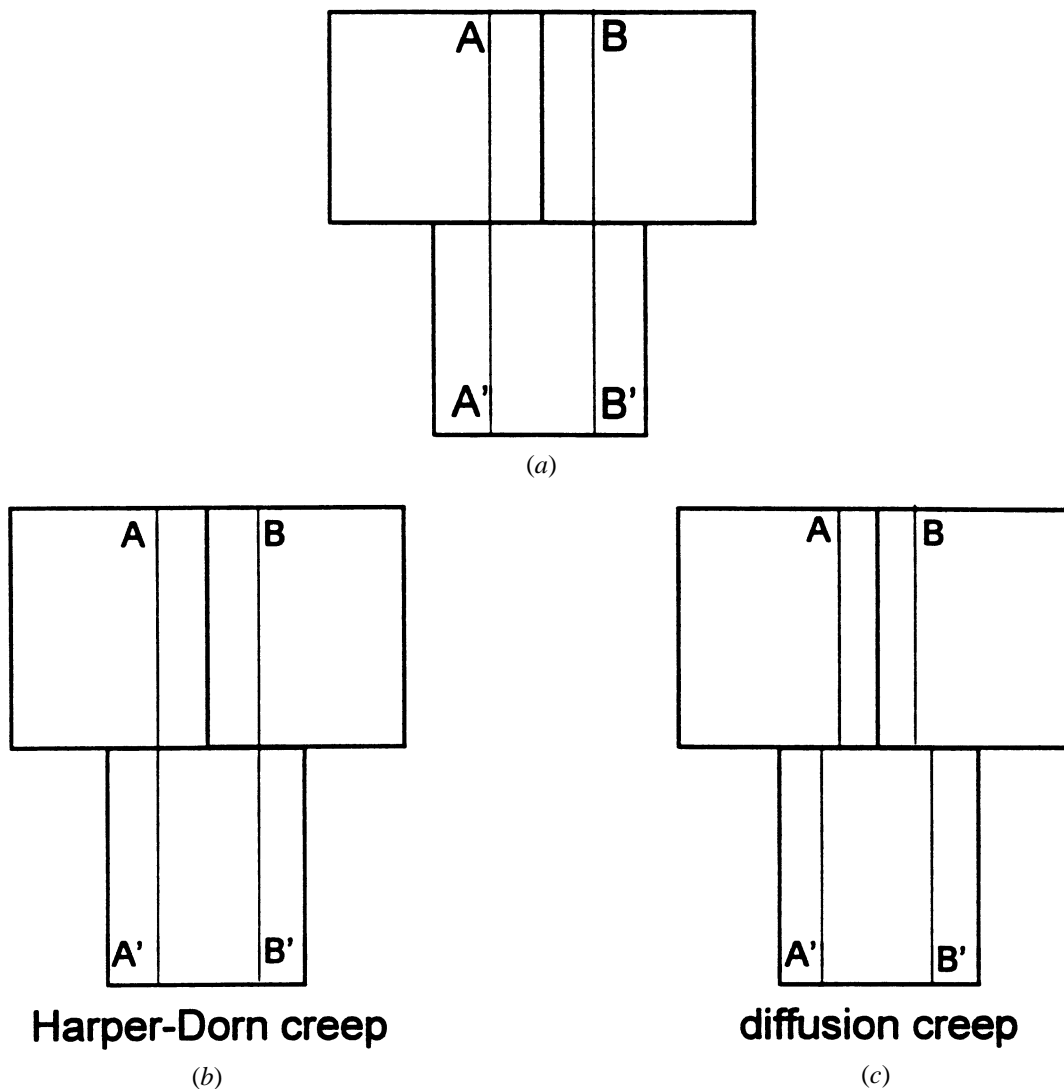 A B
A' B'
(a)
A B
A' B'
Harper-Dorn creep
(b)
A B
A' B'
diffusion creep
(c)